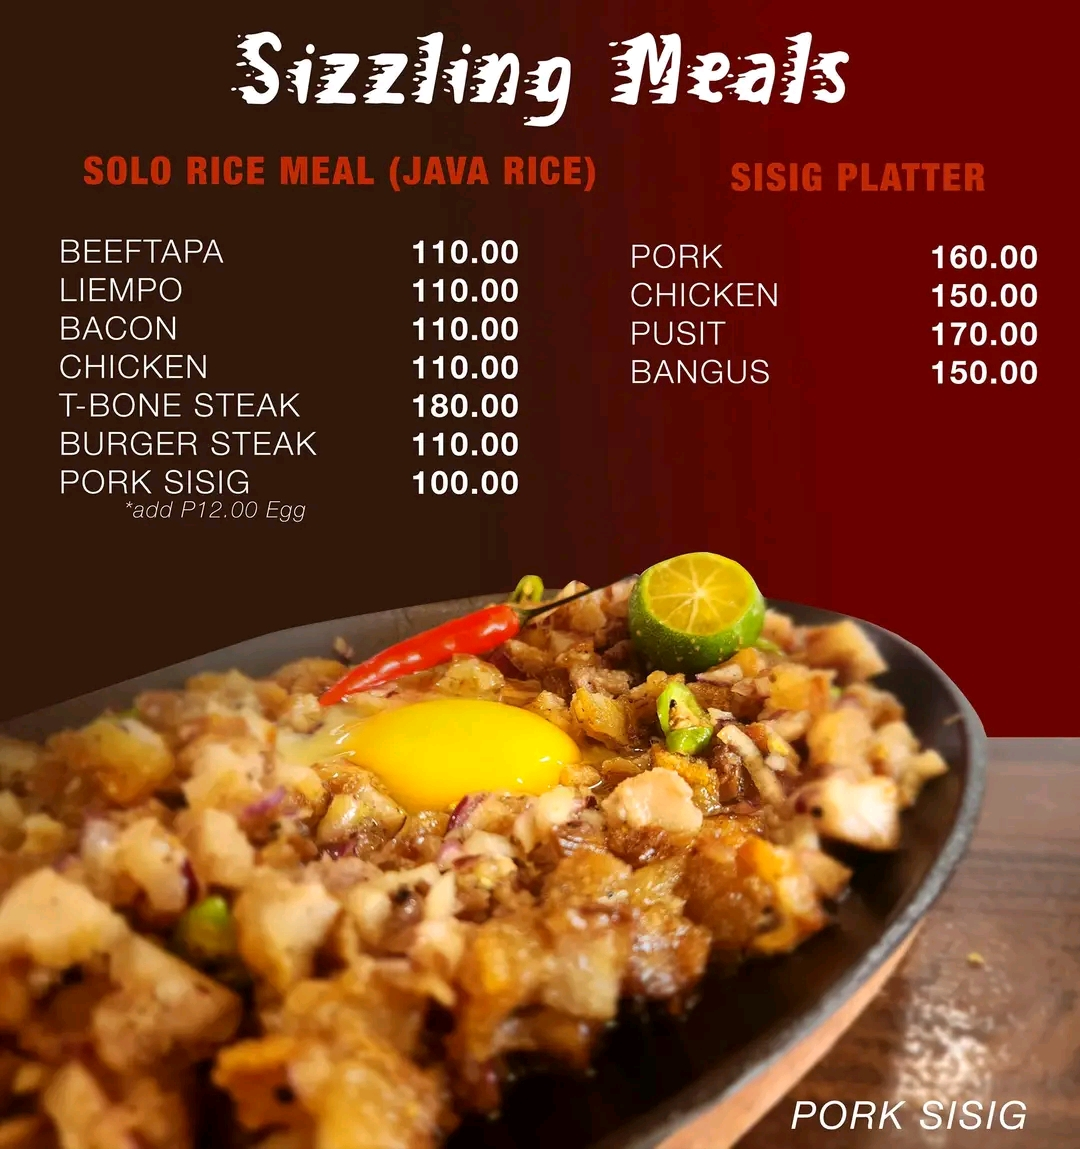 Sizzling Meals
SOLO RICE MEAL (JAVA RICE)
BEEFTAPA 110.00
LIEMPO 110.00
BACON 110.00
CHICKEN 110.00
T-BONE STEAK 180.00
BURGER STEAK 110.00
PORK SISIG 100.00
*add P12.00 Egg
SISIG PLATTER
PORK 160.00
CHICKEN 150.00
PUSIT 170.00
BANGUS 150.00
PORK SISIG